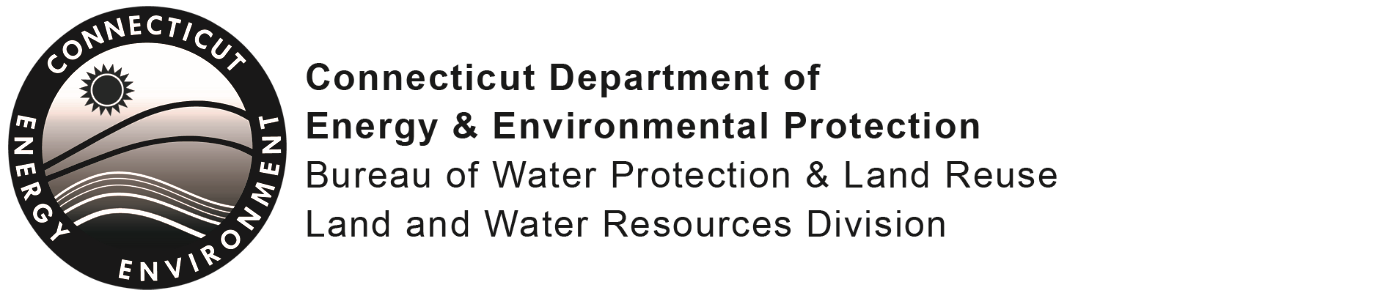 CONNECTICUT
ENERGY
ENVIRONMENT
Connecticut Department of
Energy & Environmental Protection
Bureau of Water Protection & Land Reuse
Land and Water Resources Division